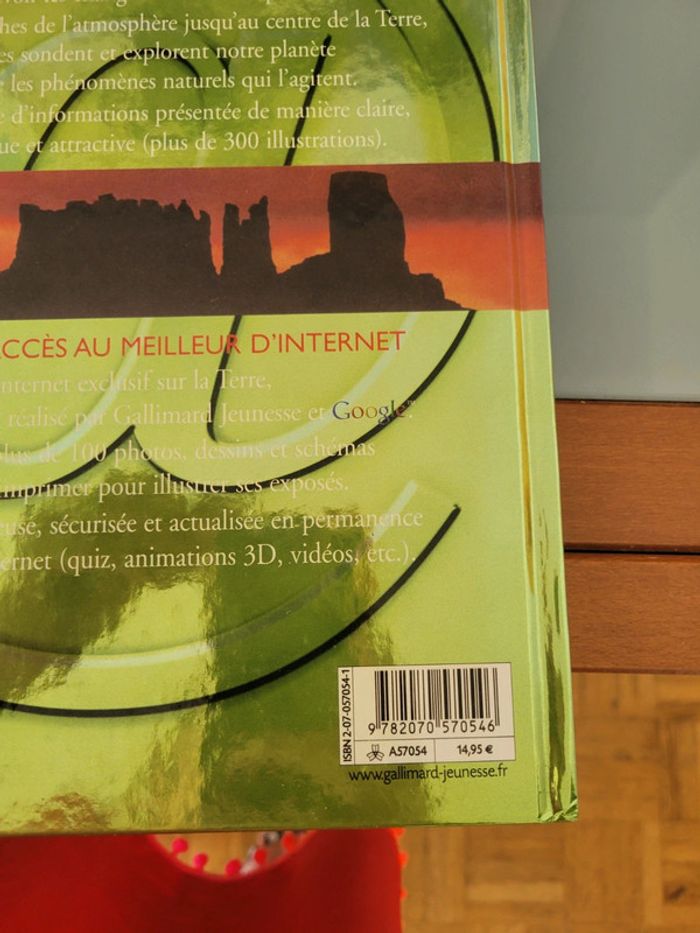 hes de l'atmosphère jusqu'au centre de la Terre,
es sondent et explorent notre planète
les phénomènes naturels qui l'agitent.
d'informations présentée de manière claire,
ue et attractive (plus de 300 illustrations).
CCÈS AU MEILLEUR D'INTERNET
nternet exclusif sur la Terre,
réalisé par Gallimard Jeunesse et Google™.
lus de 100 photos, dessins et schémas
imprimer pour illustrer ses exposés.
euse, sécurisée et actualisée en permanence
ernet (quiz, animations 3D, vidéos, etc.).
ISBN 2-07-057054-1
9 782070 570546
A57054
14,95 €
www.gallimard-jeunesse.fr